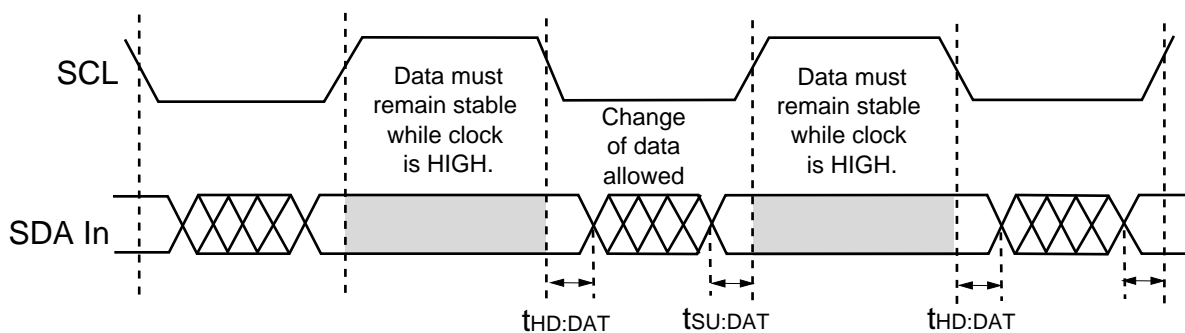 SCL
Data must
remain stable
while clock
is HIGH.
Change
of data
allowed
Data must
remain stable
while clock
is HIGH.
SDA In
tHD:DAT
tSU:DAT
tHD:DAT